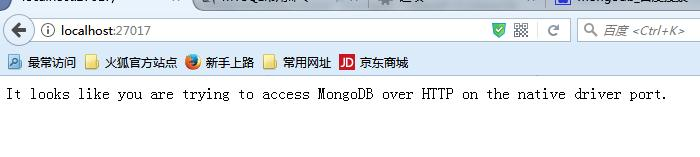 localhost:27017
百度 <Ctrl+K>
最常访问 火狐官方站点 新手上路 常用网址 JD 京东商城
It looks like you are trying to access MongoDB over HTTP on the native driver port.